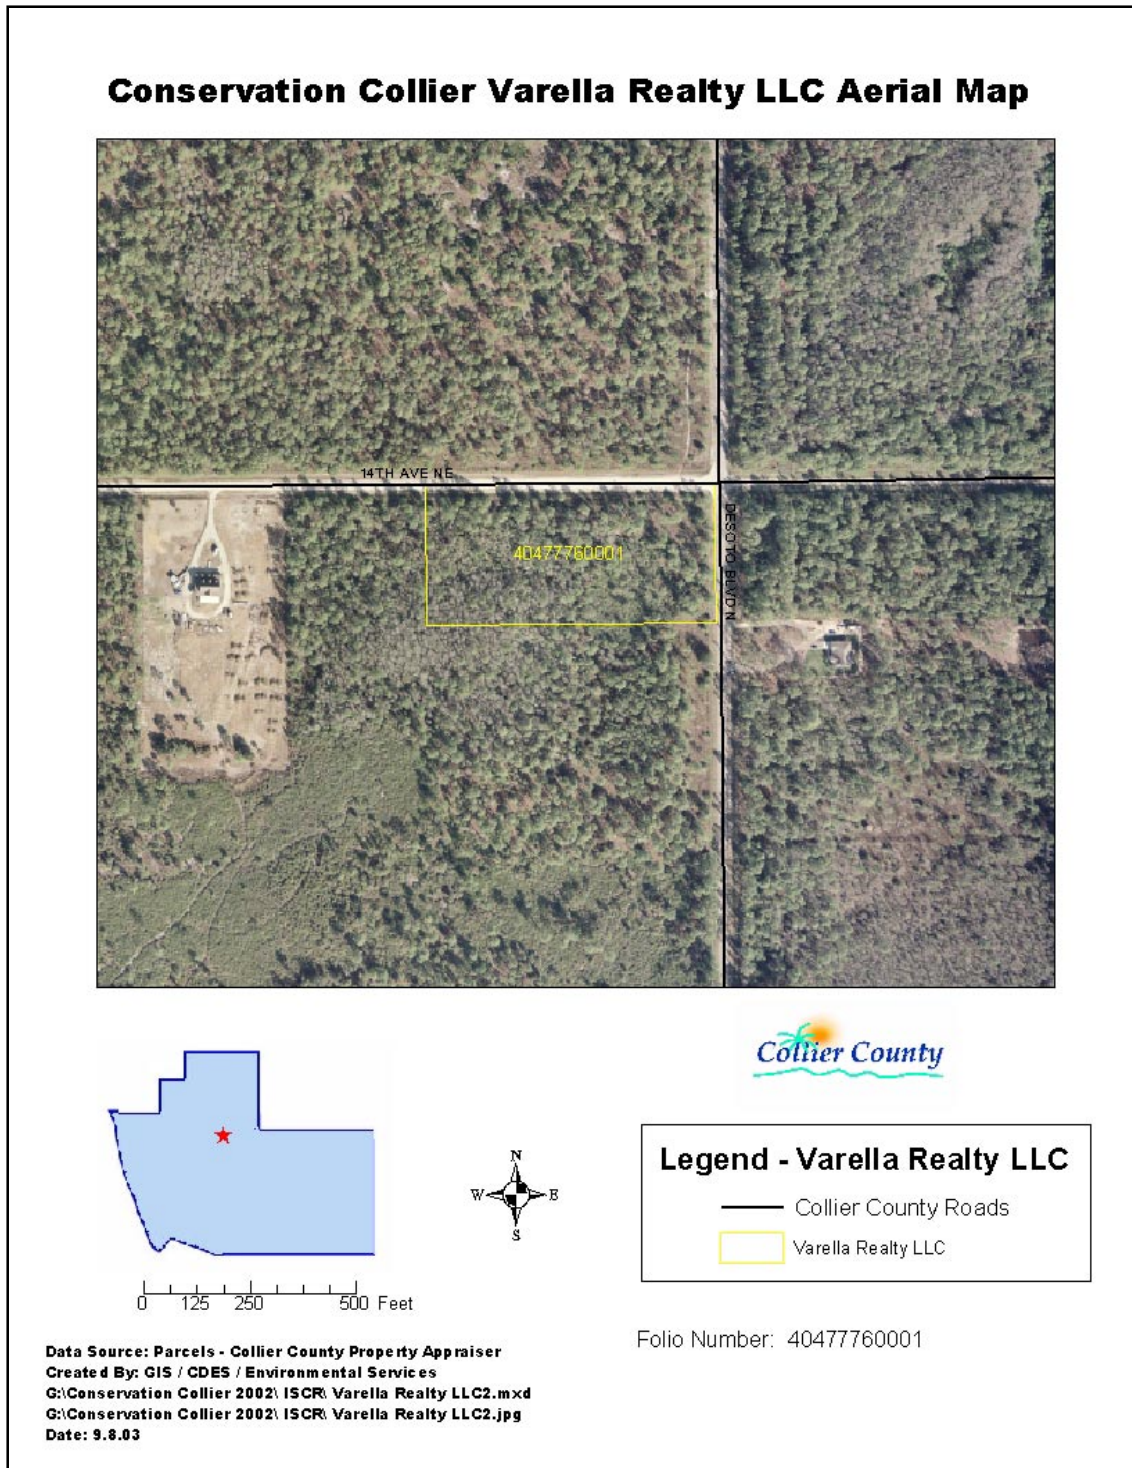 Conservation Collier Varella Realty LLC Aerial Map
14TH AVE NE
40477760001
DESOTO BLVD N
Collier County
N
W E
S
Legend - Varella Realty LLC
Collier County Roads
Varella Realty LLC
0 125 250 500 Feet
Folio Number: 40477760001
Data Source: Parcels - Collier County Property Appraiser
Created By: GIS / CDES / Environmental Services
G:\Conservation Collier 2002\ ISCR\ Varella Realty LLC2.mxd
G:\Conservation Collier 2002\ ISCR\ Varella Realty LLC2.jpg
Date: 9.8.03